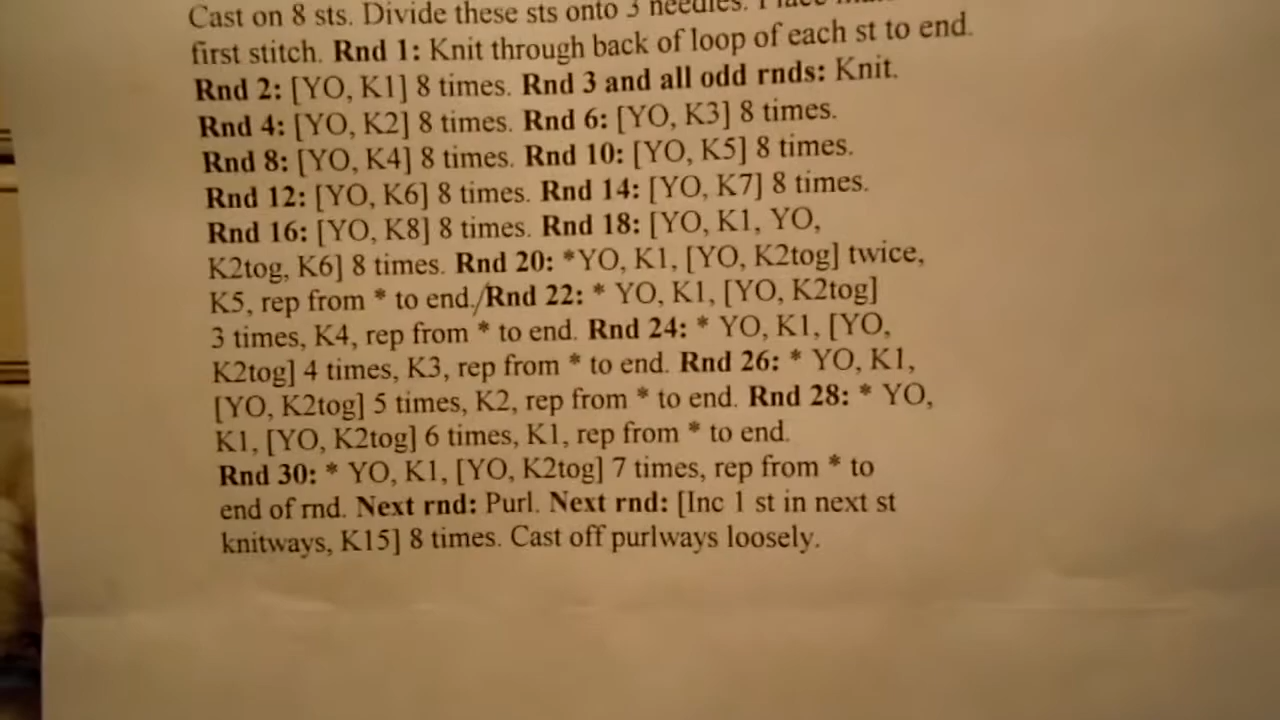 Cast on 8 sts. Divide these sts onto 3 needles. Place
first stitch. Rnd 1: Knit through back of loop of each st to end.
Rnd 2: [YO, K1] 8 times. Rnd 3 and all odd rnds: Knit.
Rnd 4: [YO, K2] 8 times. Rnd 6: [YO, K3] 8 times.
Rnd 8: [YO, K4] 8 times. Rnd 10: [YO, K5] 8 times.
Rnd 12: [YO, K6] 8 times. Rnd 14: [YO, K7] 8 times.
Rnd 16: [YO, K8] 8 times. Rnd 18: [YO, K1, YO,
K2tog, K6] 8 times. Rnd 20: *YO, K1, [YO, K2tog] twice,
K5, rep from * to end./Rnd 22: * YO, K1, [YO, K2tog]
3 times, K4, rep from * to end. Rnd 24: * YO, K1, [YO,
K2tog] 4 times, K3, rep from * to end. Rnd 26: * YO, K1,
[YO, K2tog] 5 times, K2, rep from * to end. Rnd 28: * YO,
K1, [YO, K2tog] 6 times, K1, rep from * to end.
Rnd 30: * YO, K1, [YO, K2tog] 7 times, rep from * to
end of rnd. Next rnd: Purl. Next rnd: [Inc 1 st in next st
knitways, K15] 8 times. Cast off purlways loosely.